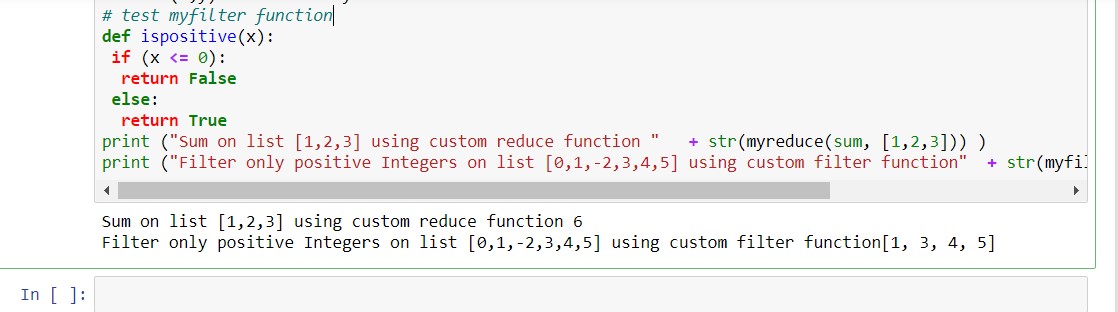 # test myfilter function
def ispositive(x):
 if (x <= 0):
  return False
 else:
  return True
print ("Sum on list [1,2,3] using custom reduce function "   + str(myreduce(sum, [1,2,3])) )
print ("Filter only positive Integers on list [0,1,-2,3,4,5] using custom filter function"  + str(myfil
Sum on list [1,2,3] using custom reduce function 6
Filter only positive Integers on list [0,1,-2,3,4,5] using custom filter function[1, 3, 4, 5]
In [ ]: